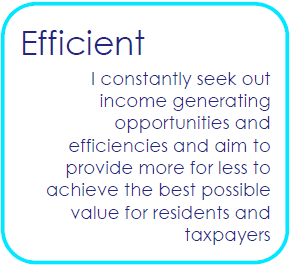 Efficient
I constantly seek out
income generating
opportunities and
efficiencies and aim to
provide more for less to
achieve the best possible
value for residents and
taxpayers